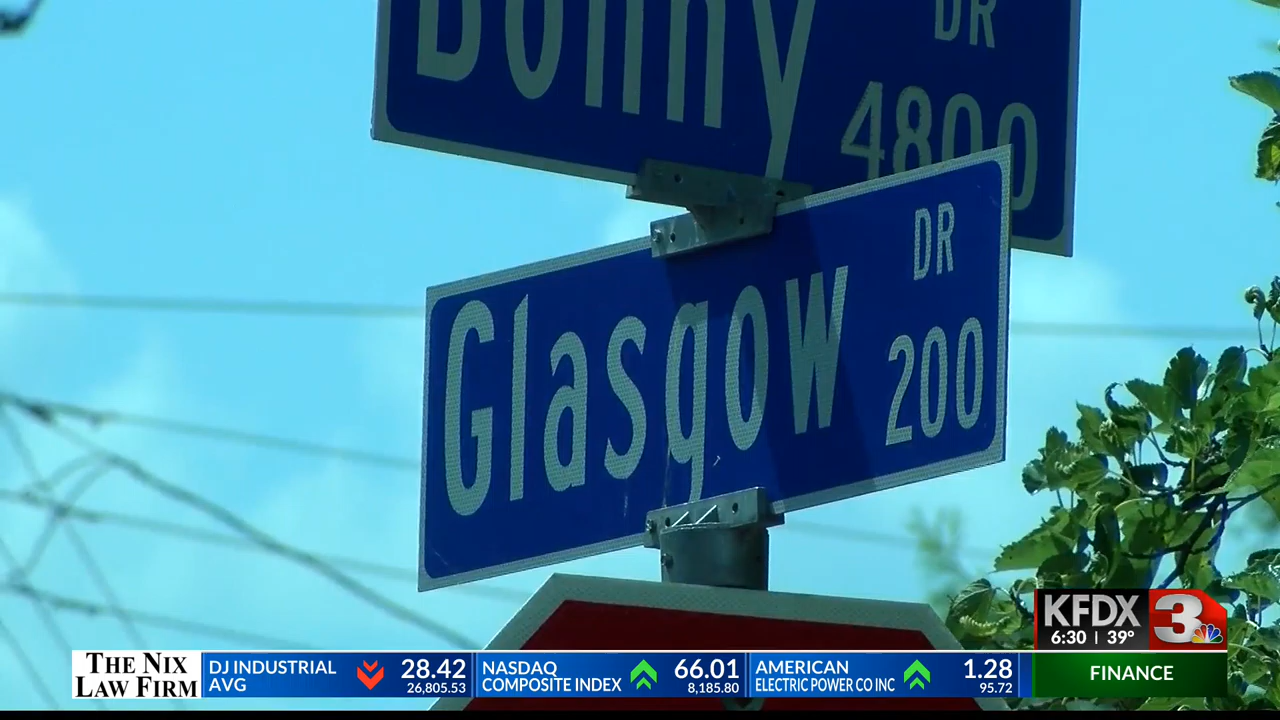 Bonny DR
4800
Glasgow DR
200
KFDX 3
6:30 | 39°
THE NIX
LAW FIRM
DJ INDUSTRIAL
AVG
28.42
26,805.53
NASDAQ
COMPOSITE INDEX
66.01
8,185.80
AMERICAN
ELECTRIC POWER CO INC
1.28
95.72
FINANCE